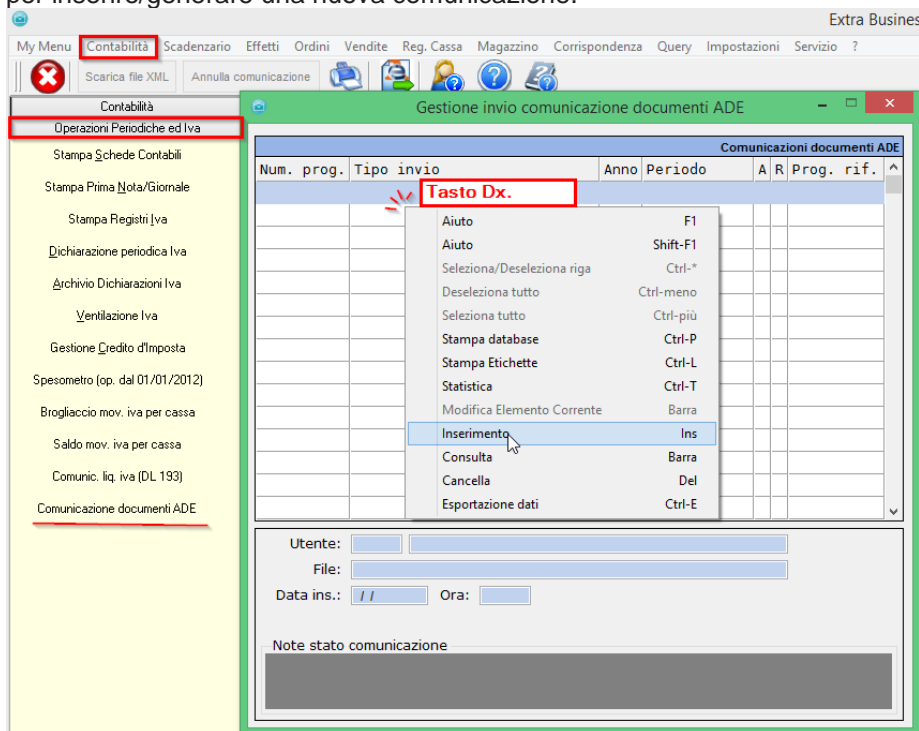 per inserire/generare una nuova comunicazione.
Extra Busines
My Menu Contabilità Scadenzario Effetti Ordini Vendite Reg. Cassa Magazzino Corrispondenza Query Impostazioni Servizio ?
Scarica file XML Annulla comunicazione
Contabilità
Operazioni Periodiche ed Iva
Stampa Schede Contabili
Stampa Prima Nota/Giornale
Stampa Registri Iva
Dichiarazione periodica Iva
Archivio Dichiarazioni Iva
Ventilazione Iva
Gestione Credito d'Imposta
Spesometro (op. dal 01/01/2012)
Brogliaccio mov. iva per cassa
Saldo mov. iva per cassa
Comunic. liq. iva (DL 193)
Comunicazione documenti ADE
Gestione invio comunicazione documenti ADE
Comunicazioni documenti ADE
Num. prog. Tipo invio Anno Periodo A R Prog. rif.
Tasto Dx.
Aiuto F1
Aiuto Shift-F1
Seleziona/Deseleziona riga Ctrl-*
Deseleziona tutto Ctrl-meno
Seleziona tutto Ctrl-più
Stampa database Ctrl-P
Stampa Etichette Ctrl-L
Statistica Ctrl-T
Modifica Elemento Corrente Barra
Inserimento Ins
Consulta Barra
Cancella Del
Esportazione dati Ctrl-E
Utente:
File:
Data ins.: / / Ora:
Note stato comunicazione